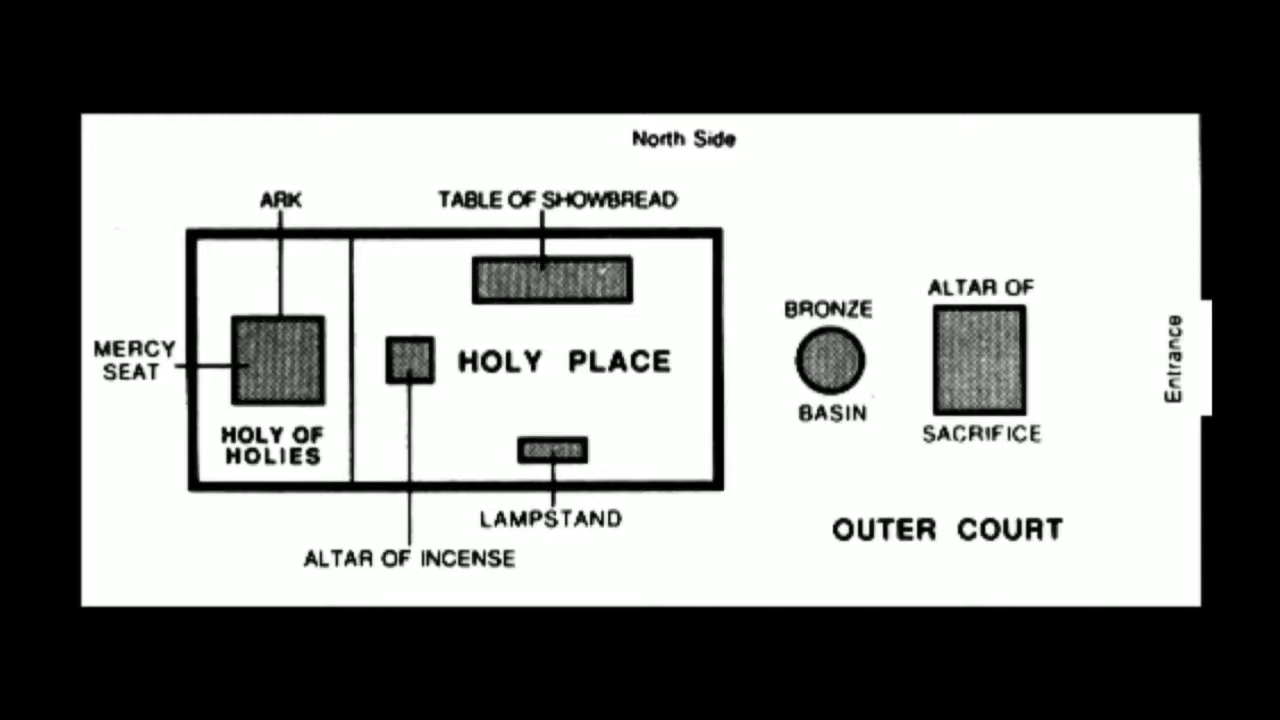 North Side
ARK
TABLE OF SHOWBREAD
ALTAR OF
BRONZE
MERCY
SEAT
HOLY PLACE
Entrance
BASIN
SACRIFICE
HOLY OF
HOLIES
LAMPSTAND
OUTER COURT
ALTAR OF INCENSE